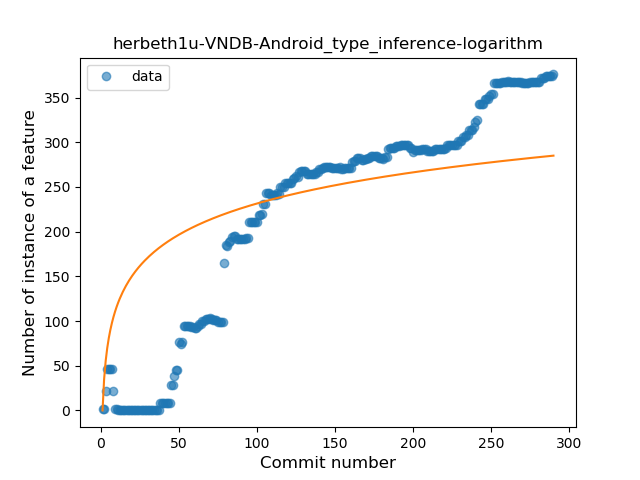 herbeth1u-VNDB-Android_type_inference-logarithm
data
Number of instance of a feature
350
300
250
200
150
100
50
0
0 50 100 150 200 250 300
Commit number